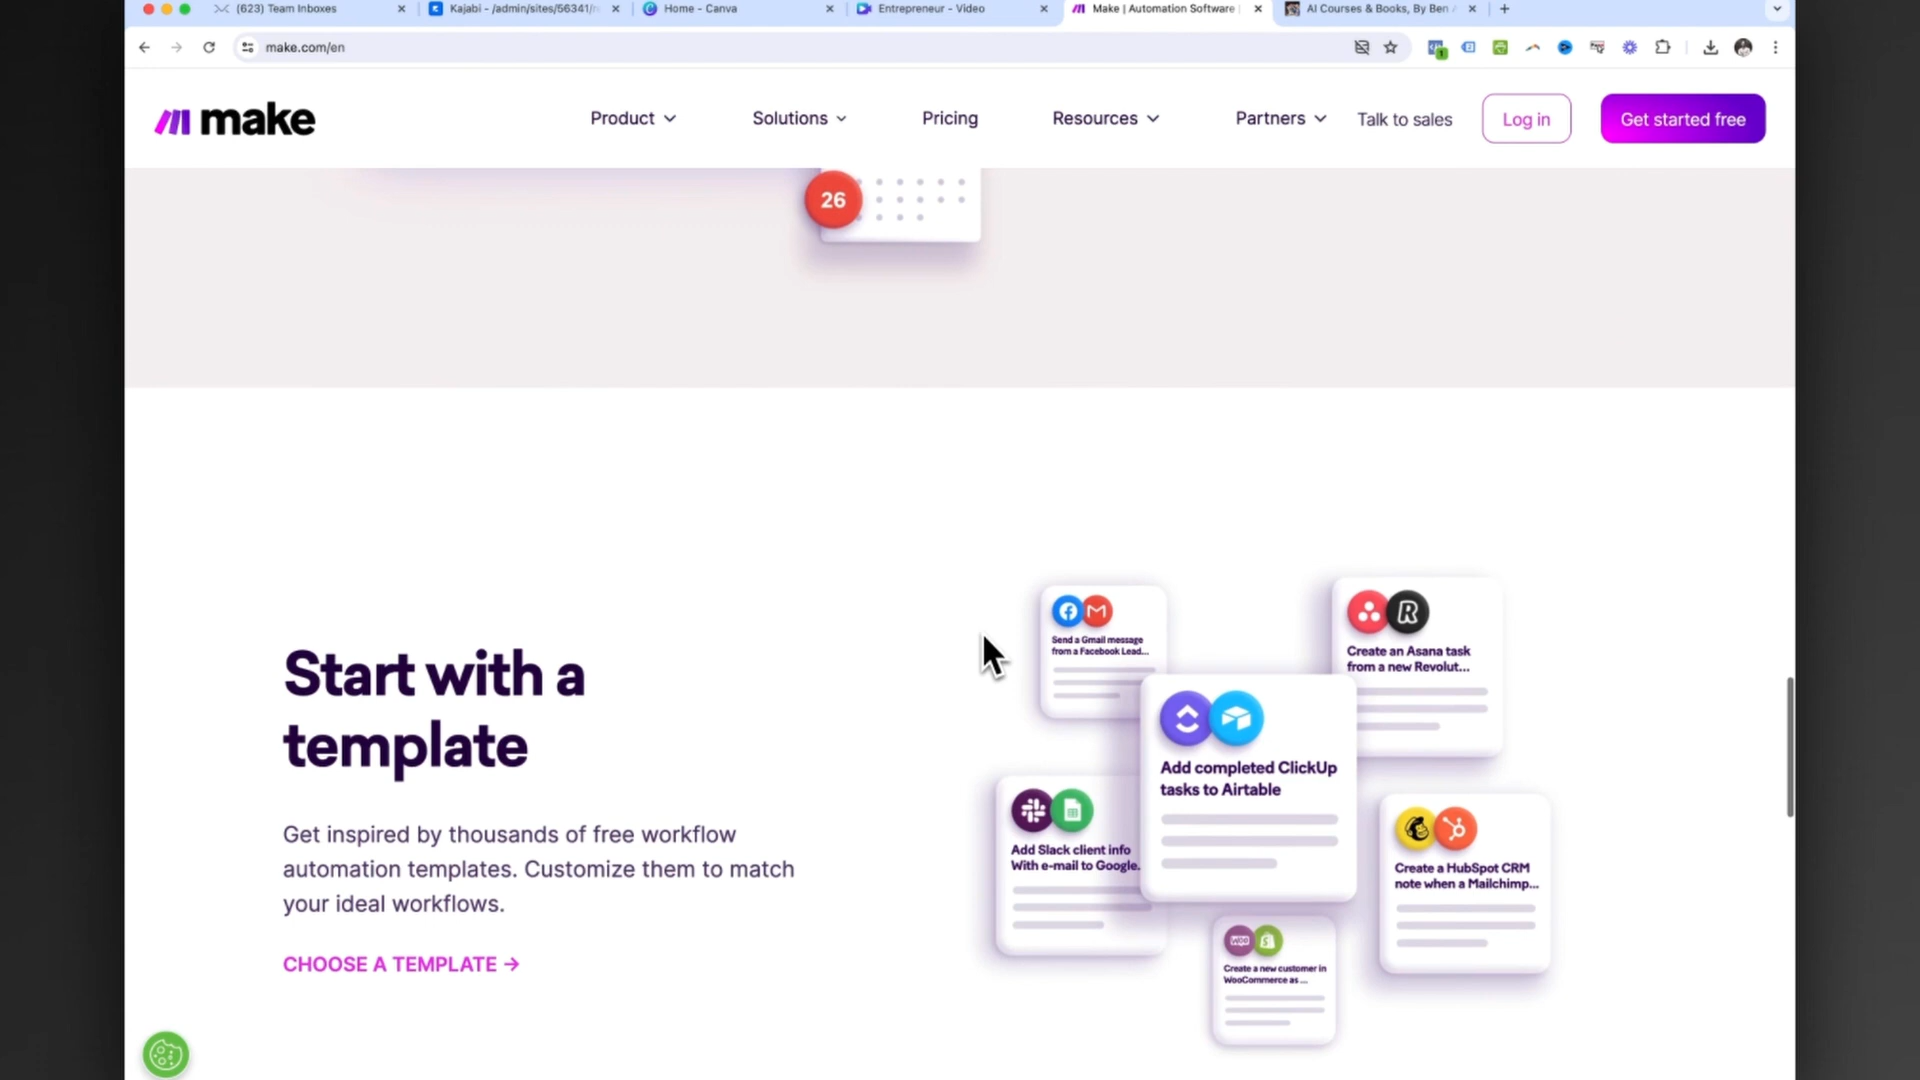 (623) Team Inboxes
Kajabi - /admin/sites/56341/
Home - Canva
Entrepreneur - Video
Make | Automation Software
AI Courses & Books, By Ben
make.com/en
make
Product
Solutions
Pricing
Resources
Partners
Talk to sales
Log in
Get started free
26
Start with a
template
Get inspired by thousands of free workflow
automation templates. Customize them to match
your ideal workflows.
CHOOSE A TEMPLATE →
Send a Gmail message
from a Facebook Lead...
Create an Asana task
from a new Revolut...
Add completed ClickUp
tasks to Airtable
Add Slack client info
With e-mail to Google.
Create a HubSpot CRM
note when a Mailchimp...
Woo
Create a new customer in
WooCommerce as ...